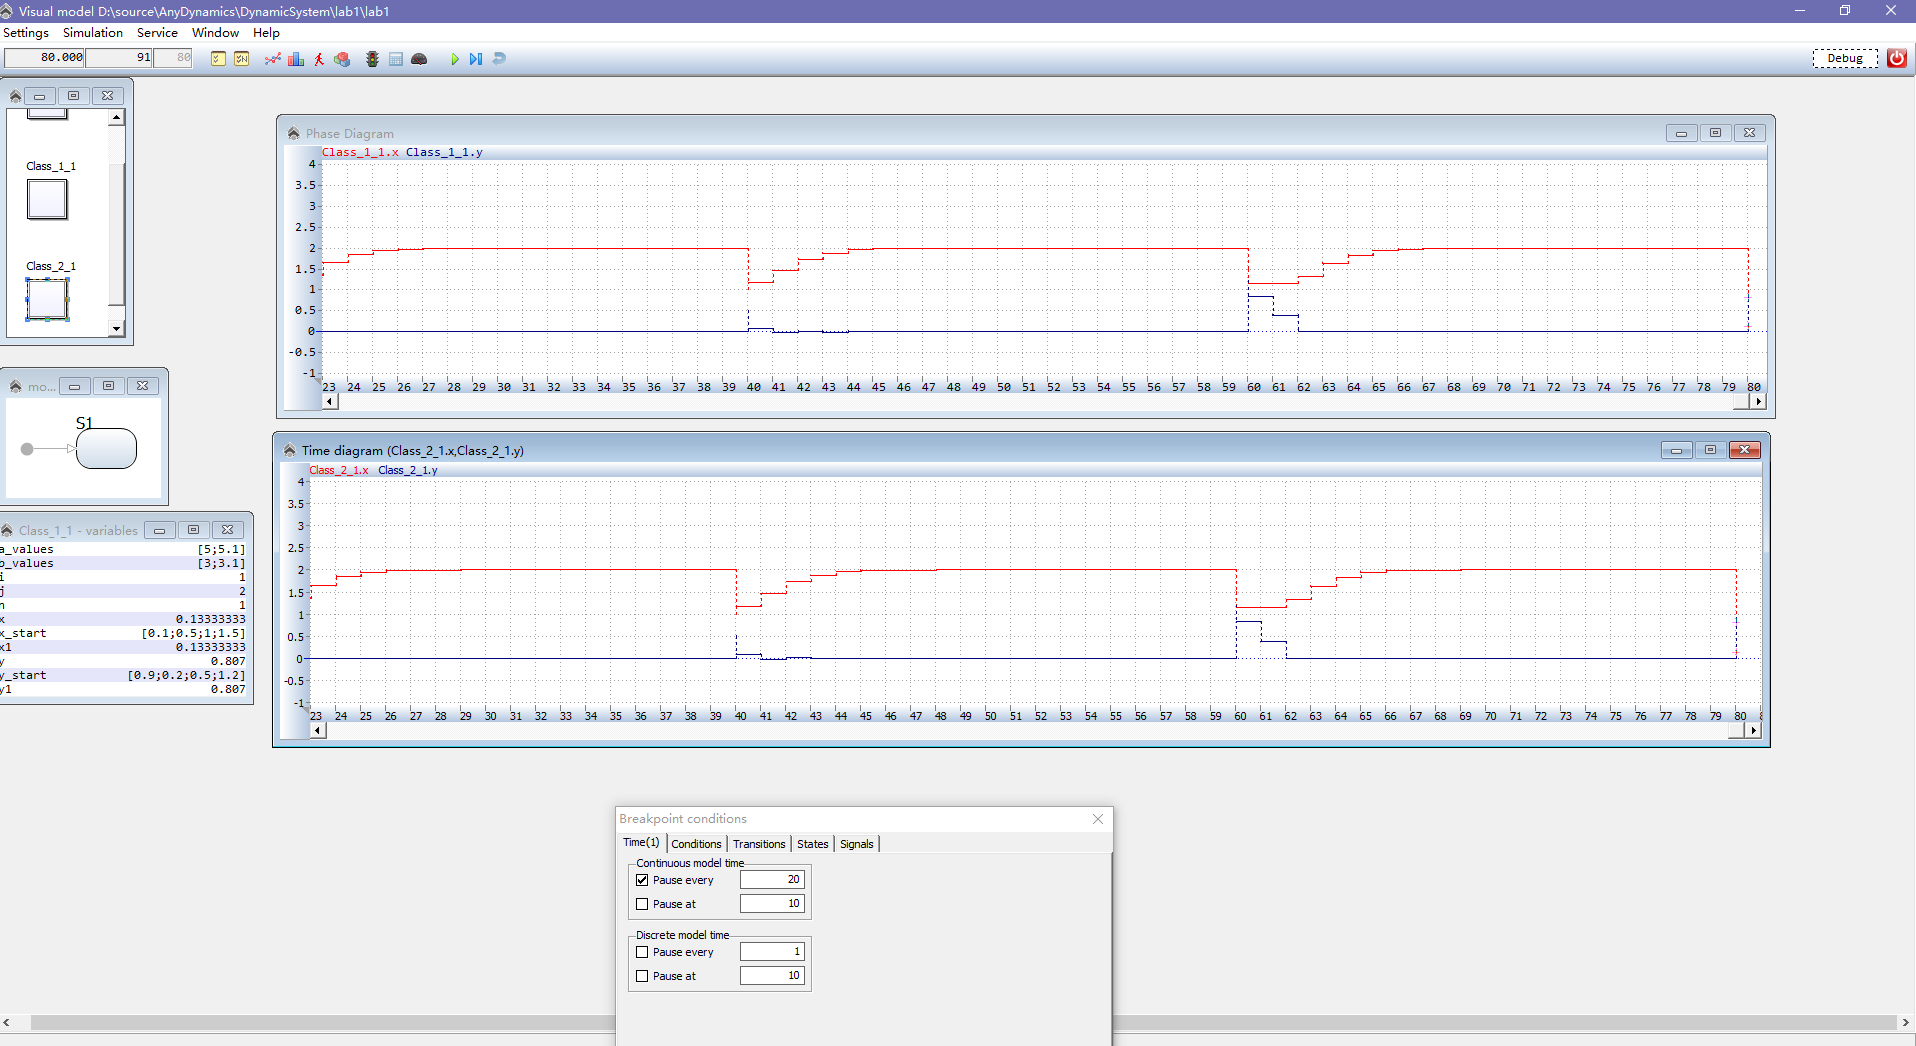 Visual model D:\source\AnyDynamics\DynamicSystem\lab1\lab1
Settings Simulation Service Window Help
80.000 91 80
Debug
Class_1_1
Class_2_1
Phase Diagram
Class_1_1.x Class_1_1.y
4
3.5
3
2.5
2
1.5
1
0.5
0
-0.5
-1
23 24 25 26 27 28 29 30 31 32 33 34 35 36 37 38 39 40 41 42 43 44 45 46 47 48 49 50 51 52 53 54 55 56 57 58 59 60 61 62 63 64 65 66 67 68 69 70 71 72 73 74 75 76 77 78 79 80
mo...
S1
Time diagram (Class_2_1.x,Class_2_1.y)
Class_2_1.x Class_2_1.y
4
3.5
3
2.5
2
1.5
1
0.5
0
-0.5
-1
23 24 25 26 27 28 29 30 31 32 33 34 35 36 37 38 39 40 41 42 43 44 45 46 47 48 49 50 51 52 53 54 55 56 57 58 59 60 61 62 63 64 65 66 67 68 69 70 71 72 73 74 75 76 77 78 79 80
Class_1_1 - variables
a_values [5;5.1]
b_values [3;3.1]
i 1
j 2
n 1
x 0.13333333
x_start [0.1;0.5;1;1.5]
x1 0.13333333
y 0.807
y_start [0.9;0.2;0.5;1.2]
y1 0.807
Breakpoint conditions
Time(1) Conditions Transitions States Signals
Continuous model time
Pause every 20
Pause at 10
Discrete model time
Pause every 1
Pause at 10